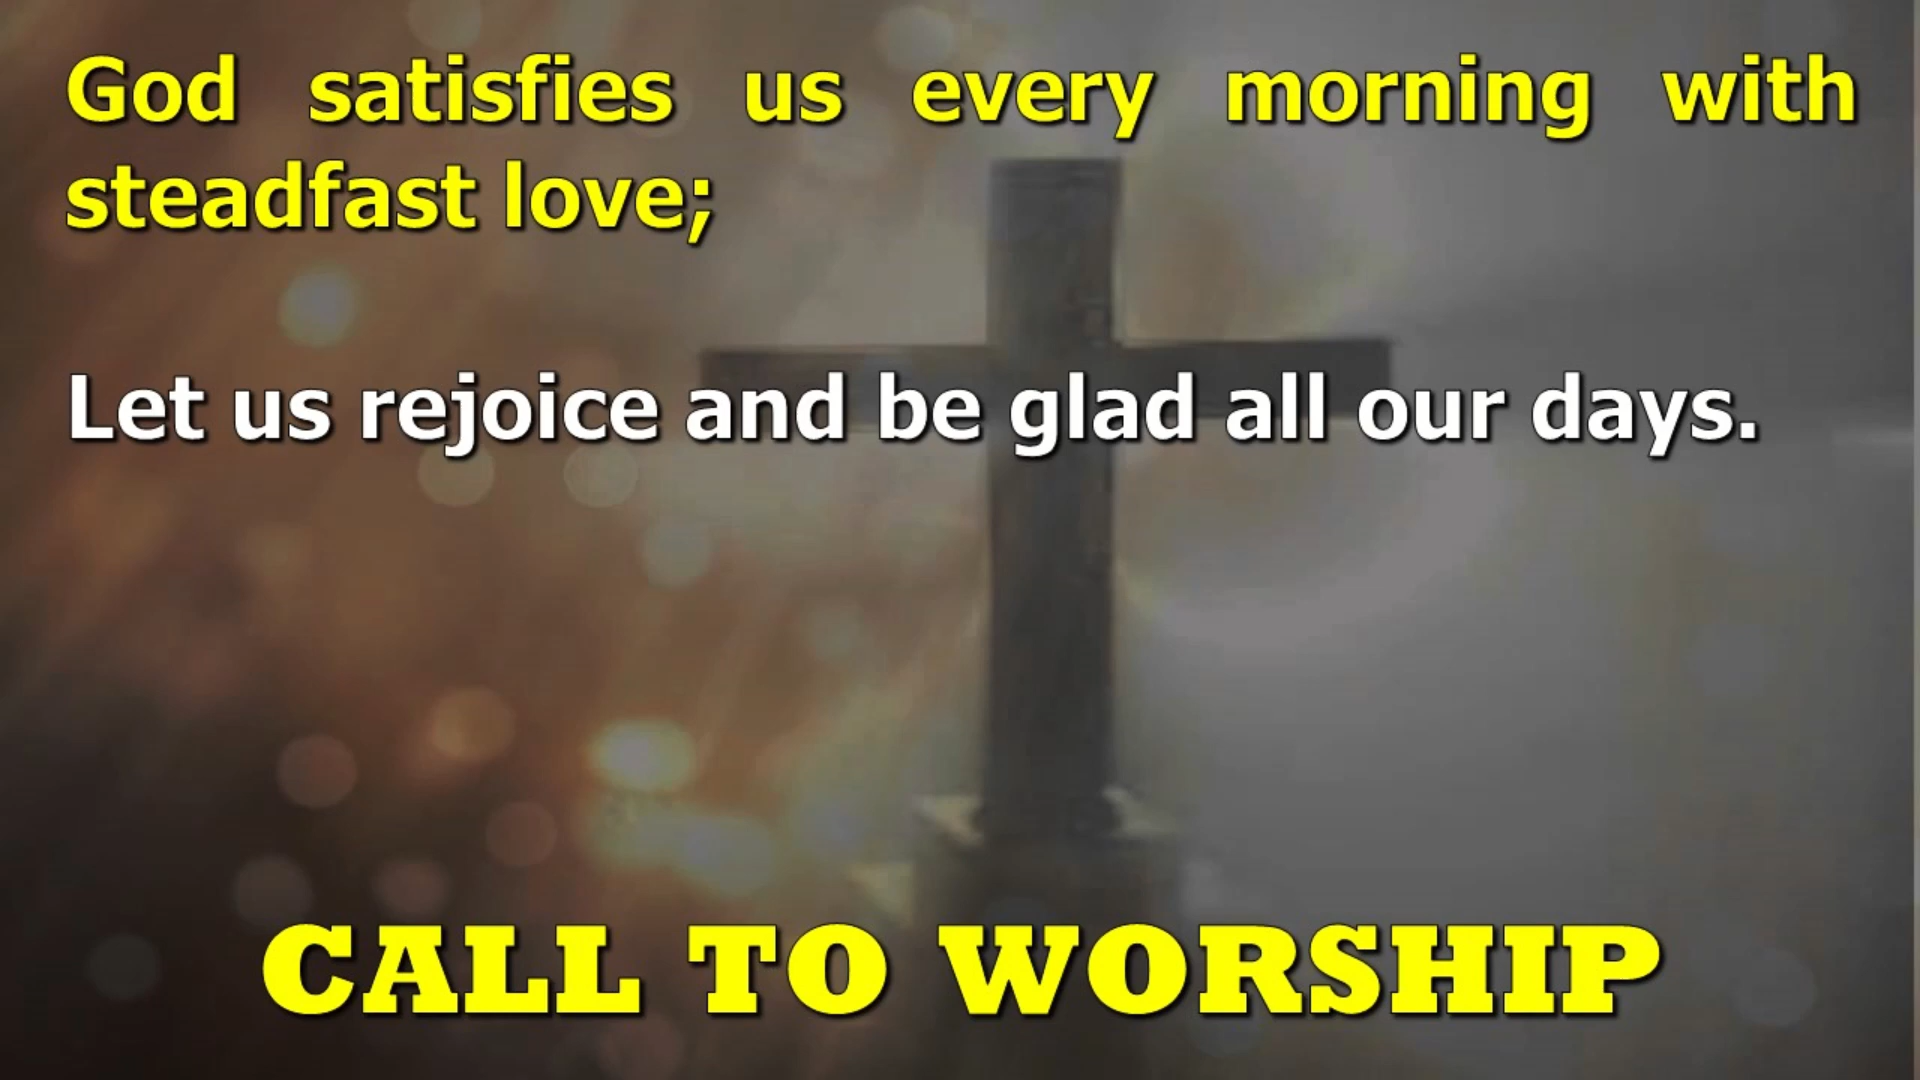 God satisfies us every morning with
steadfast love;
Let us rejoice and be glad all our days.
CALL TO WORSHIP